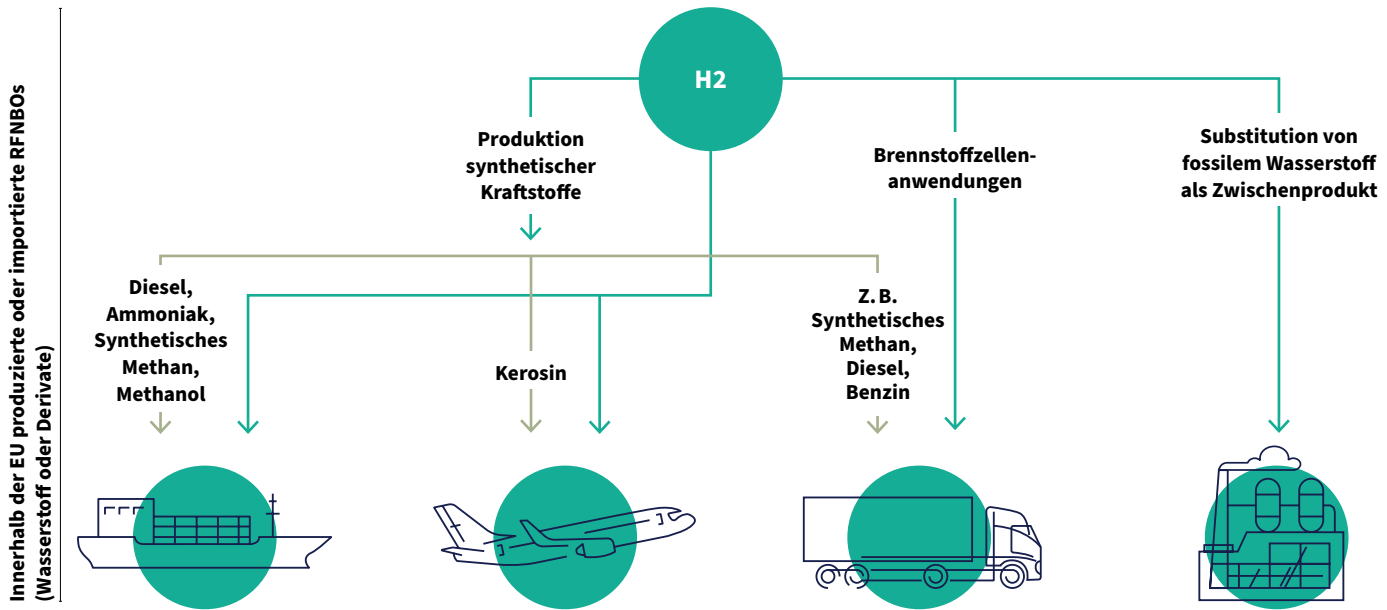 Innerhalb der EU produzierte oder importierte RFNBOs
(Wasserstoff oder Derivate)
H2
Produktion
synthetischer
Kraftstoffe
Brennstoffzellen-
anwendungen
Substitution von
fossilem Wasserstoff
als Zwischenprodukt
Diesel,
Ammoniak,
Synthetisches
Methan,
Methanol
Kerosin
Z. B.
Synthetisches
Methan,
Diesel,
Benzin